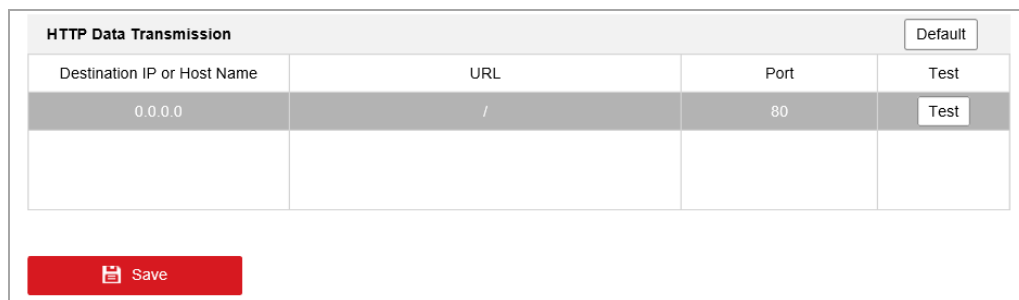 HTTP Data Transmission Default
Destination IP or Host Name URL Port Test
0.0.0.0 / 80 Test
Save